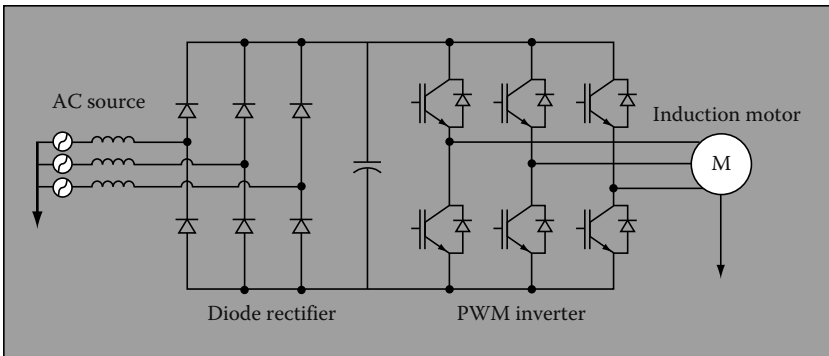 AC source
Induction motor
M
Diode rectifier
PWM inverter